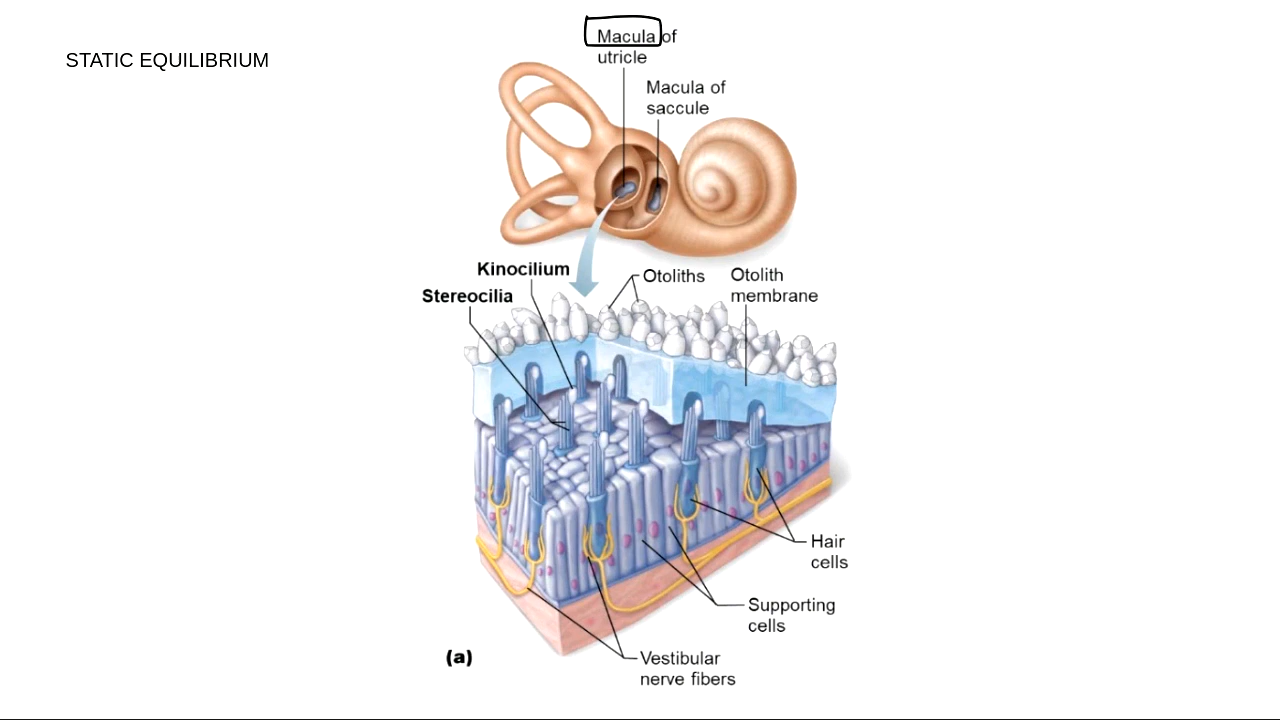 STATIC EQUILIBRIUM
Macula of
utricle
Macula of
saccule
Kinocilium
Stereocilia
Otoliths
Otolith
membrane
Hair
cells
Supporting
cells
Vestibular
nerve fibers
(a)